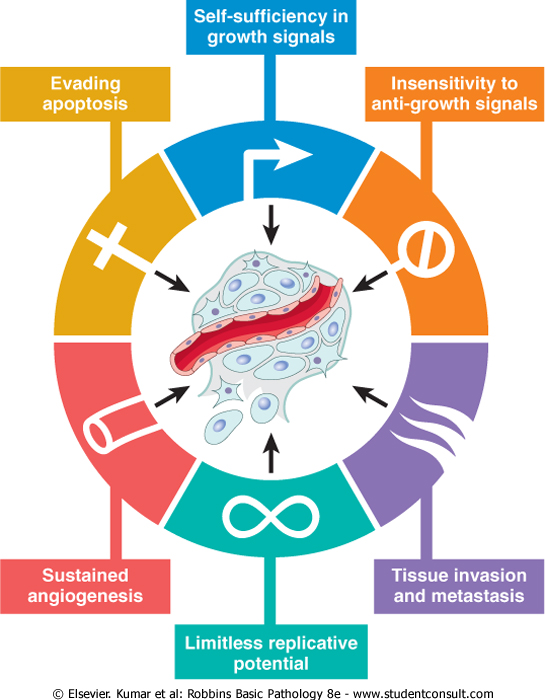 Self-sufficiency in
growth signals
Evading
apoptosis
Insensitivity to
anti-growth signals
Sustained
angiogenesis
Tissue invasion
and metastasis
Limitless replicative
potential
© Elsevier. Kumar et al: Robbins Basic Pathology 8e - www.studentconsult.com